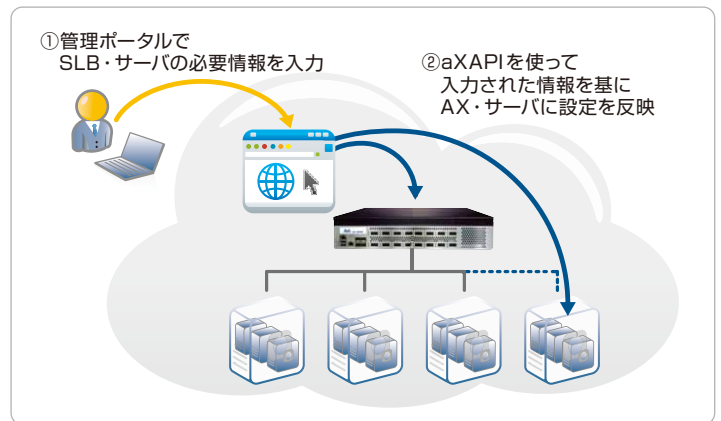 ①管理ポータルで
SLB・サーバの必要情報を入力
②aXAPIを使って
入力された情報を基に
AX・サーバに設定を反映